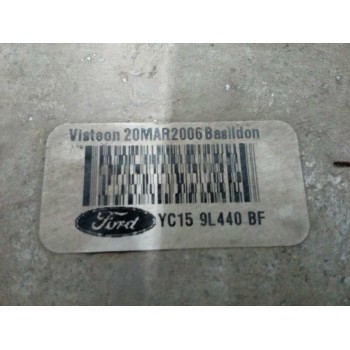 Visteon 20MAR2006 Basildon
Ford YC15 9L440 BF